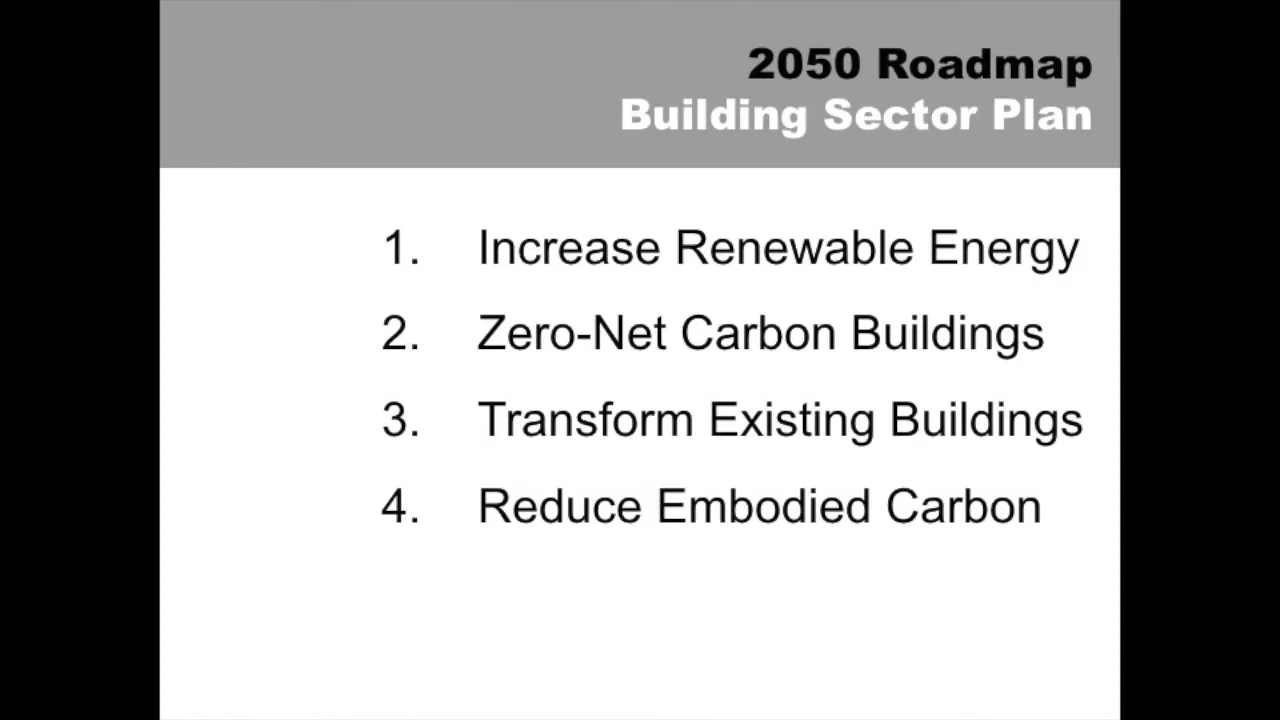 2050 Roadmap
Building Sector Plan
1. Increase Renewable Energy
2. Zero-Net Carbon Buildings
3. Transform Existing Buildings
4. Reduce Embodied Carbon